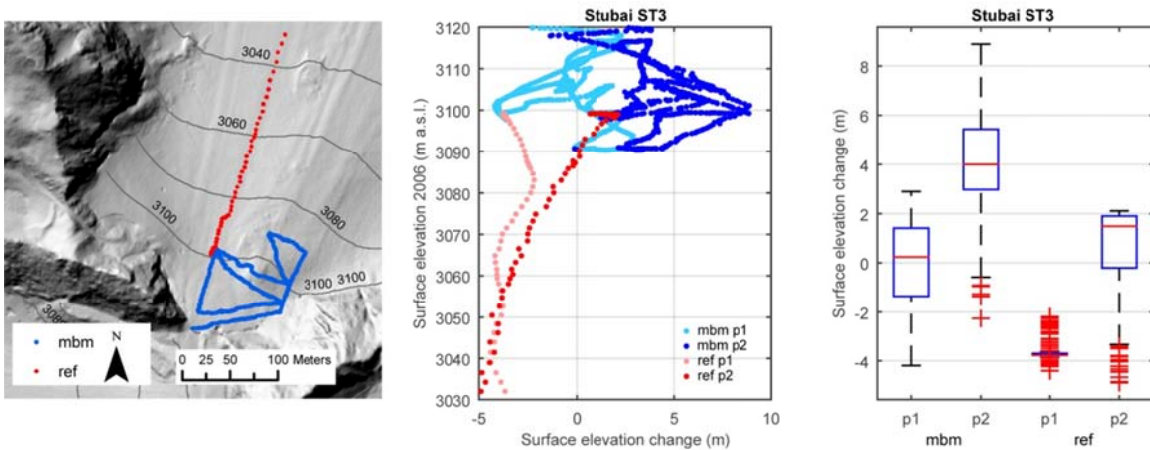 3040
3060
3080
3100
3100 3100
mbm
ref
N
0 25 50 100 Meters
Stubai ST3
3120
3110
3100
3090
3080
3070
3060
3050
3040
3030
Surface elevation 2006 (m a.s.l.)
mbm p1
mbm p2
ref p1
ref p2
-5 0 5 10
Surface elevation change (m)
Stubai ST3
8
6
4
2
0
-2
-4
Surface elevation change (m)
p1 p2 p1 p2
mbm ref